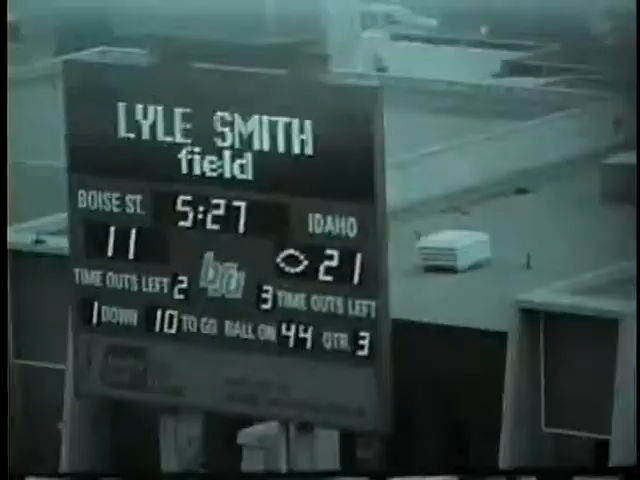 LYLE SMITH
field
BOISE ST. 5:27 IDAHO
11 21
TIME OUTS LEFT 2 3 TIME OUTS LEFT
1 DOWN 10 TO GO BALL ON 44 QTR. 3